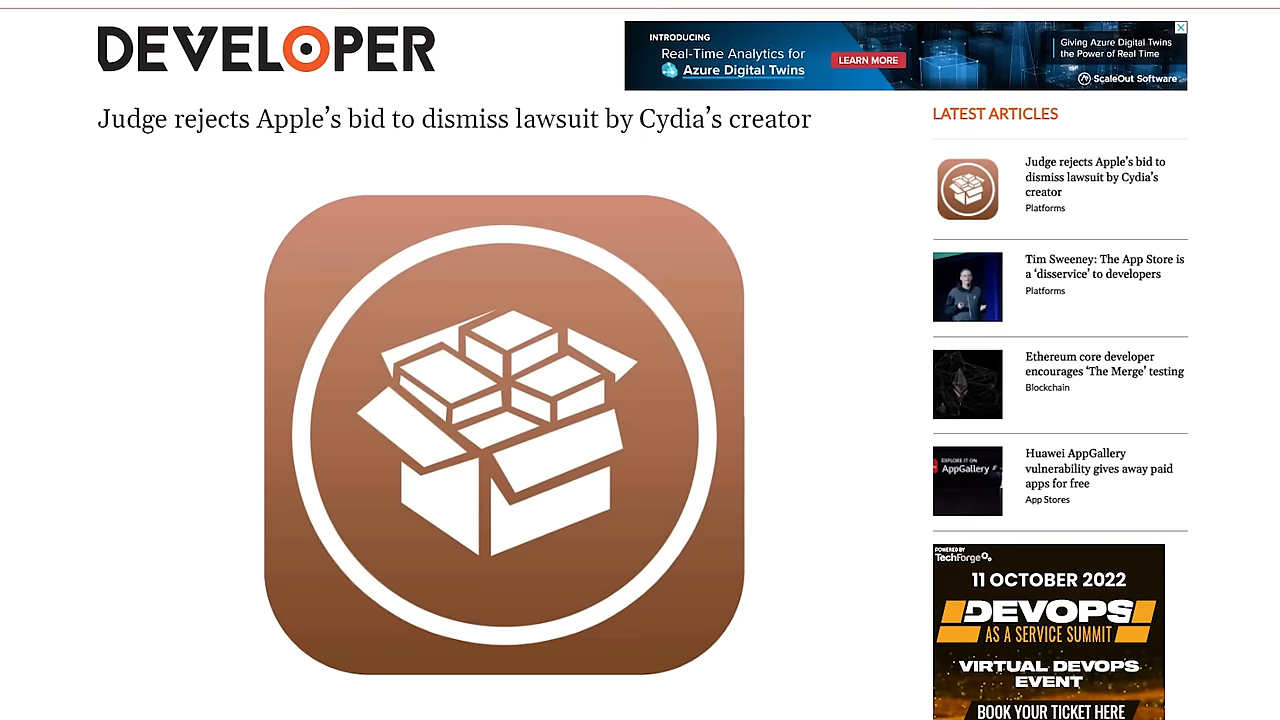 DEVELOPER
INTRODUCING
Real-Time Analytics for
Azure Digital Twins
LEARN MORE
Giving Azure Digital Twins
the Power of Real Time
ScaleOut Software
Judge rejects Apple’s bid to dismiss lawsuit by Cydia’s creator
LATEST ARTICLES
Judge rejects Apple’s bid to
dismiss lawsuit by Cydia’s
creator
Platforms
Tim Sweeney: The App Store is
a ‘disservice’ to developers
Platforms
Ethereum core developer
encourages ‘The Merge’ testing
Blockchain
EXPLORE IT ON
AppGallery
Huawei AppGallery
vulnerability gives away paid
apps for free
App Stores
POWERED BY
TechForge
11 OCTOBER 2022
DEVOPS
AS A SERVICE SUMMIT
VIRTUAL DEVOPS
EVENT
BOOK YOUR TICKET HERE